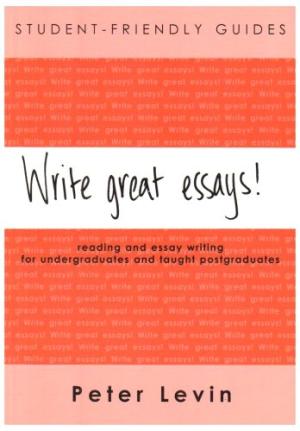 STUDENT-FRIENDLY GUIDES
Write great essays!
reading and essay writing
for undergraduates and taught postgraduates
Peter Levin